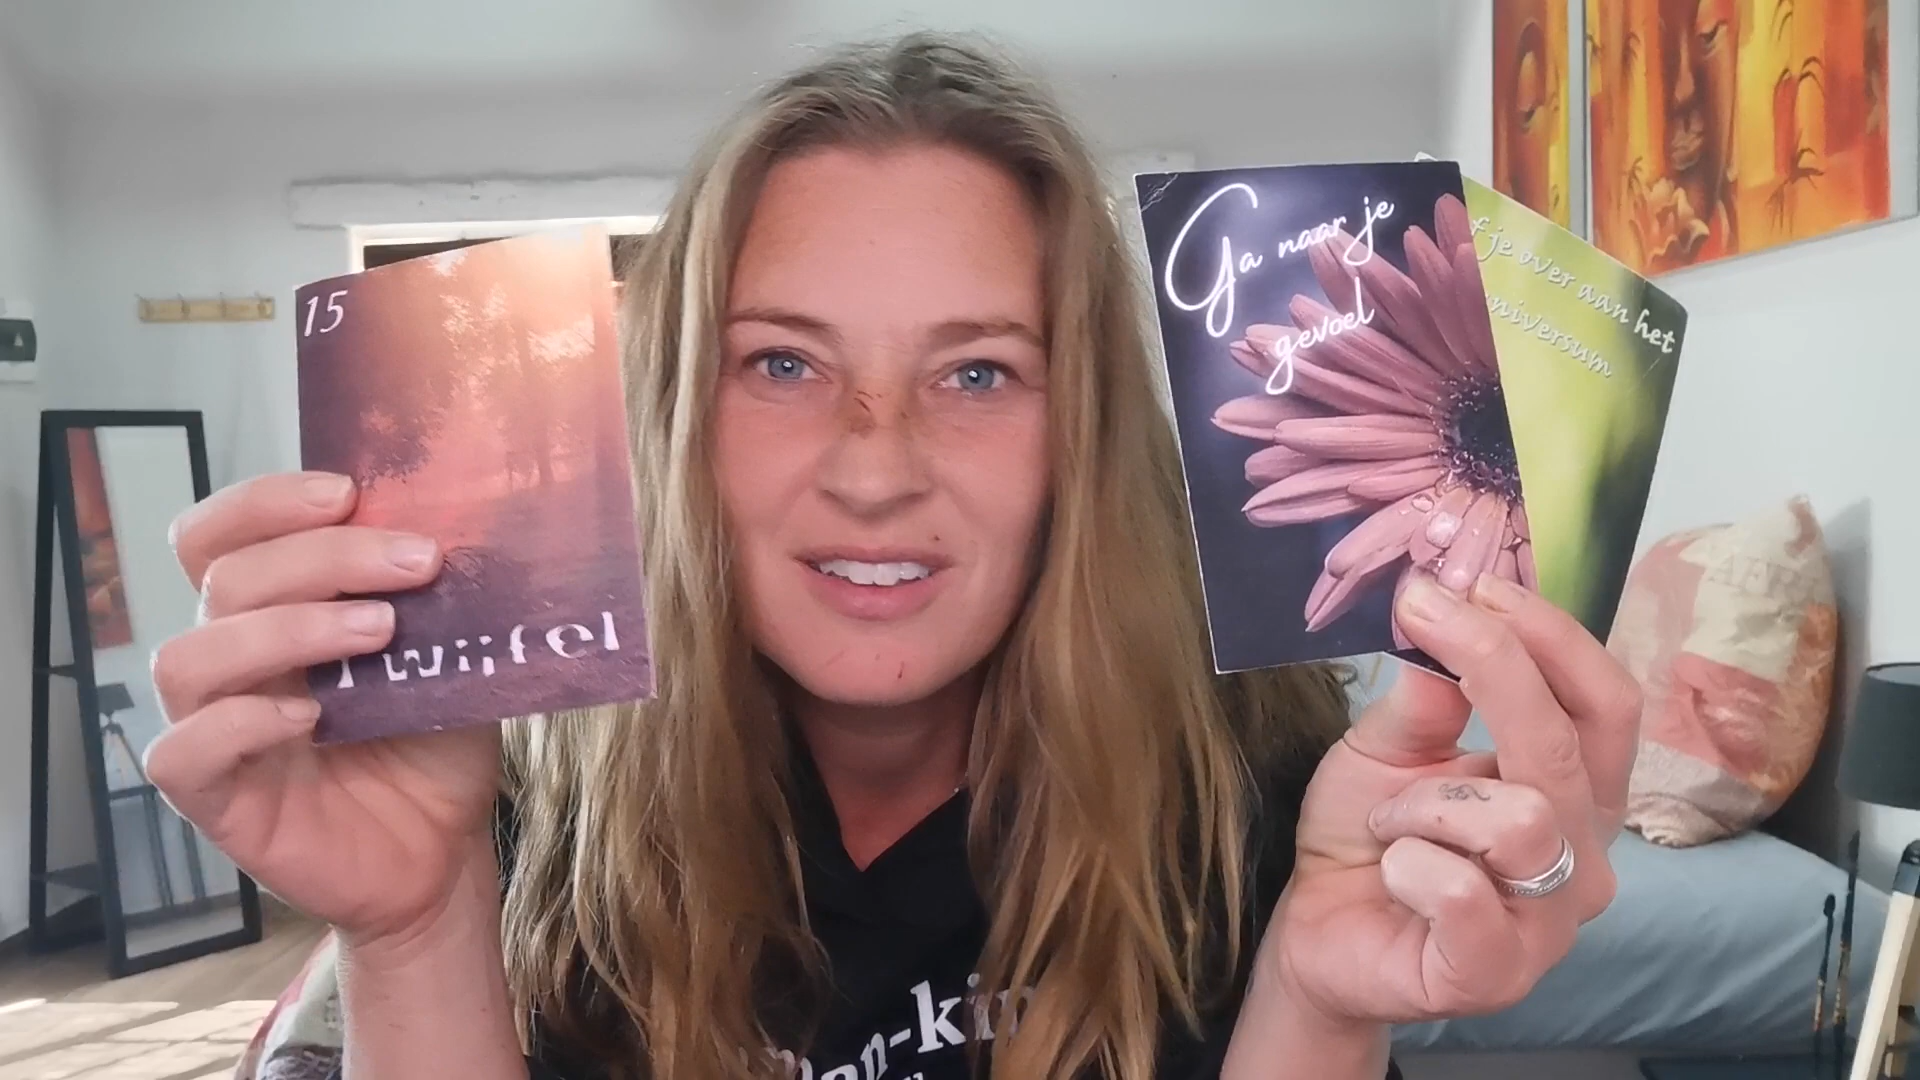 15
Twijfel
Ga naar je
gevoel
f je over aan het
niversum